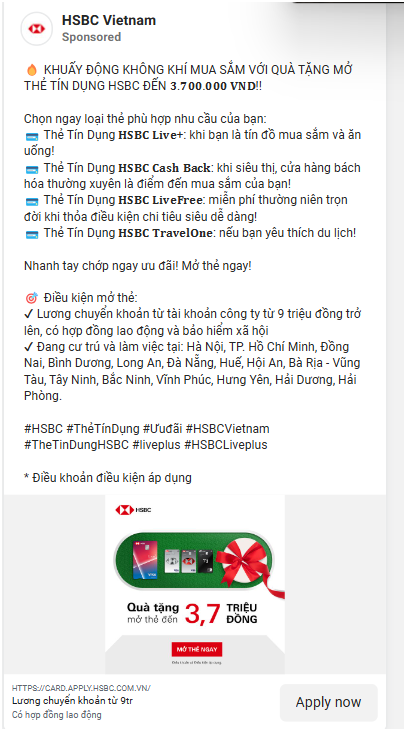 HSBC Vietnam
Sponsored
🔥 KHUẤY ĐỘNG KHÔNG KHÍ MUA SẮM VỚI QUÀ TẶNG MỞ
THẺ TÍN DỤNG HSBC ĐẾN 3.700.000 VND!!
Chọn ngay loại thẻ phù hợp nhu cầu của bạn:
💳 Thẻ Tín Dụng HSBC Live+: khi bạn là tín đồ mua sắm và ăn
uống!
💳 Thẻ Tín Dụng HSBC Cash Back: khi siêu thị, cửa hàng bách
hóa thường xuyên là điểm đến mua sắm của bạn!
💳 Thẻ Tín Dụng HSBC LiveFree: miễn phí thường niên trọn
đời khi thỏa điều kiện chi tiêu siêu dễ dàng!
💳 Thẻ Tín Dụng HSBC TravelOne: nếu bạn yêu thích du lịch!
Nhanh tay chớp ngay ưu đãi! Mở thẻ ngay!
🎯 Điều kiện mở thẻ:
✓ Lương chuyển khoản từ tài khoản công ty từ 9 triệu đồng trở
lên, có hợp đồng lao động và bảo hiểm xã hội
✓ Đang cư trú và làm việc tại: Hà Nội, TP. Hồ Chí Minh, Đồng
Nai, Bình Dương, Long An, Đà Nẵng, Huế, Hội An, Bà Rịa - Vũng
Tàu, Tây Ninh, Bắc Ninh, Vĩnh Phúc, Hưng Yên, Hải Dương, Hải
Phòng.
#HSBC #ThẻTínDụng #Ưuđãi #HSBCVietnam
#TheTinDungHSBC #liveplus #HSBCLiveplus
* Điều khoản điều kiện áp dụng
HSBC
Quà tặng
mở thẻ đến
3,7 TRIỆU
ĐỒNG
MỞ THẺ NGAY
HTTPS://CARD.APPLY.HSBC.COM.VN/
Lương chuyển khoản từ 9tr
Có hợp đồng lao động
Apply now